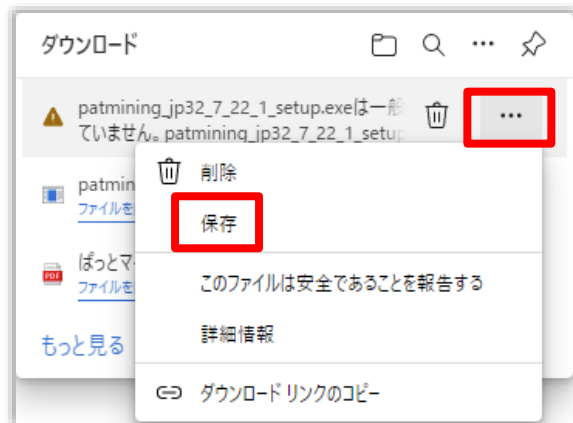 ダウンロード
patmining_jp32_7_22_1_setup.exeは一般
ていません。patmining_jp32_7_22_1_setup
削除
patmin
ファイルを
保存
ぱっとマ
ファイルを
このファイルは安全であることを報告する
もっと見る
詳細情報
ダウンロード リンクのコピー